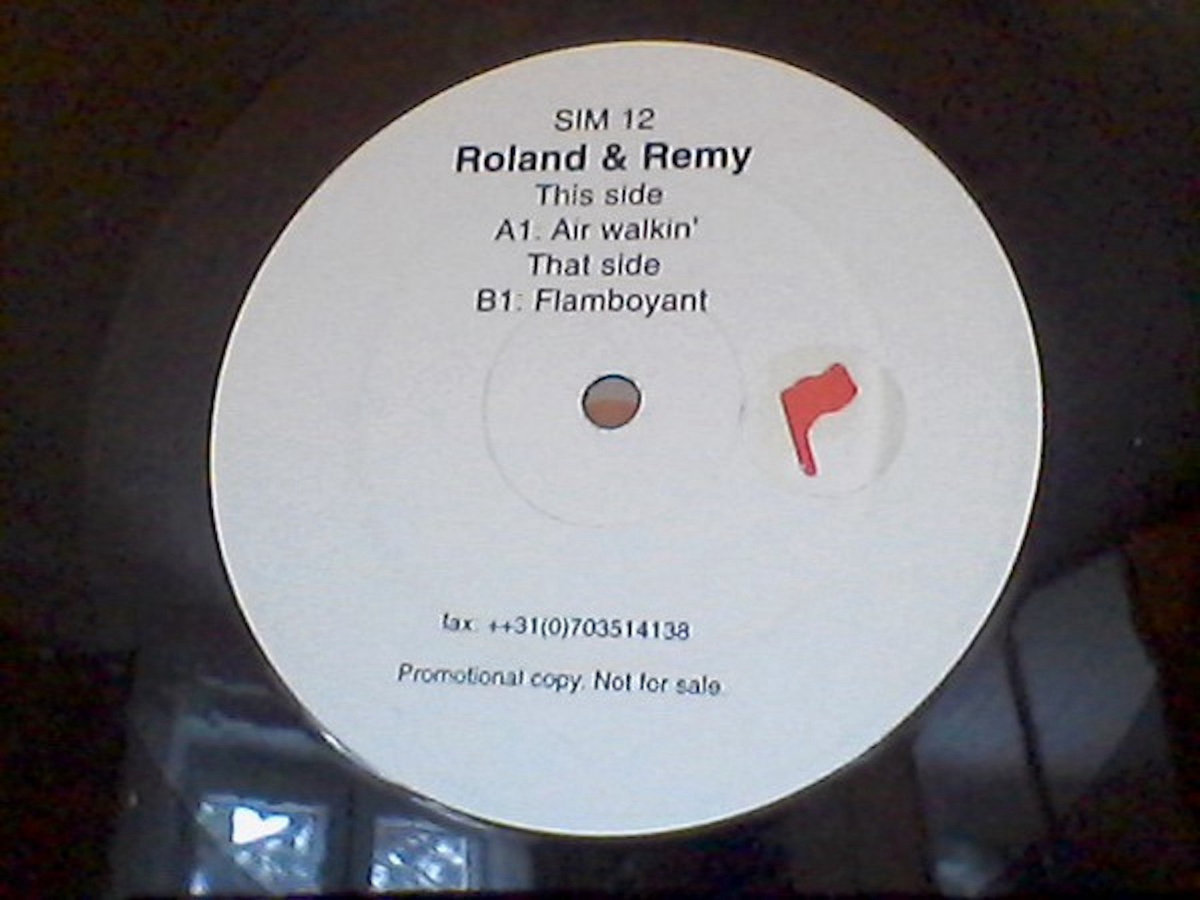 SIM 12
Roland & Remy
This side
A1. Air walkin'
That side
B1: Flamboyant
fax. ++31(0)703514138
Promotional copy. Not for sale.